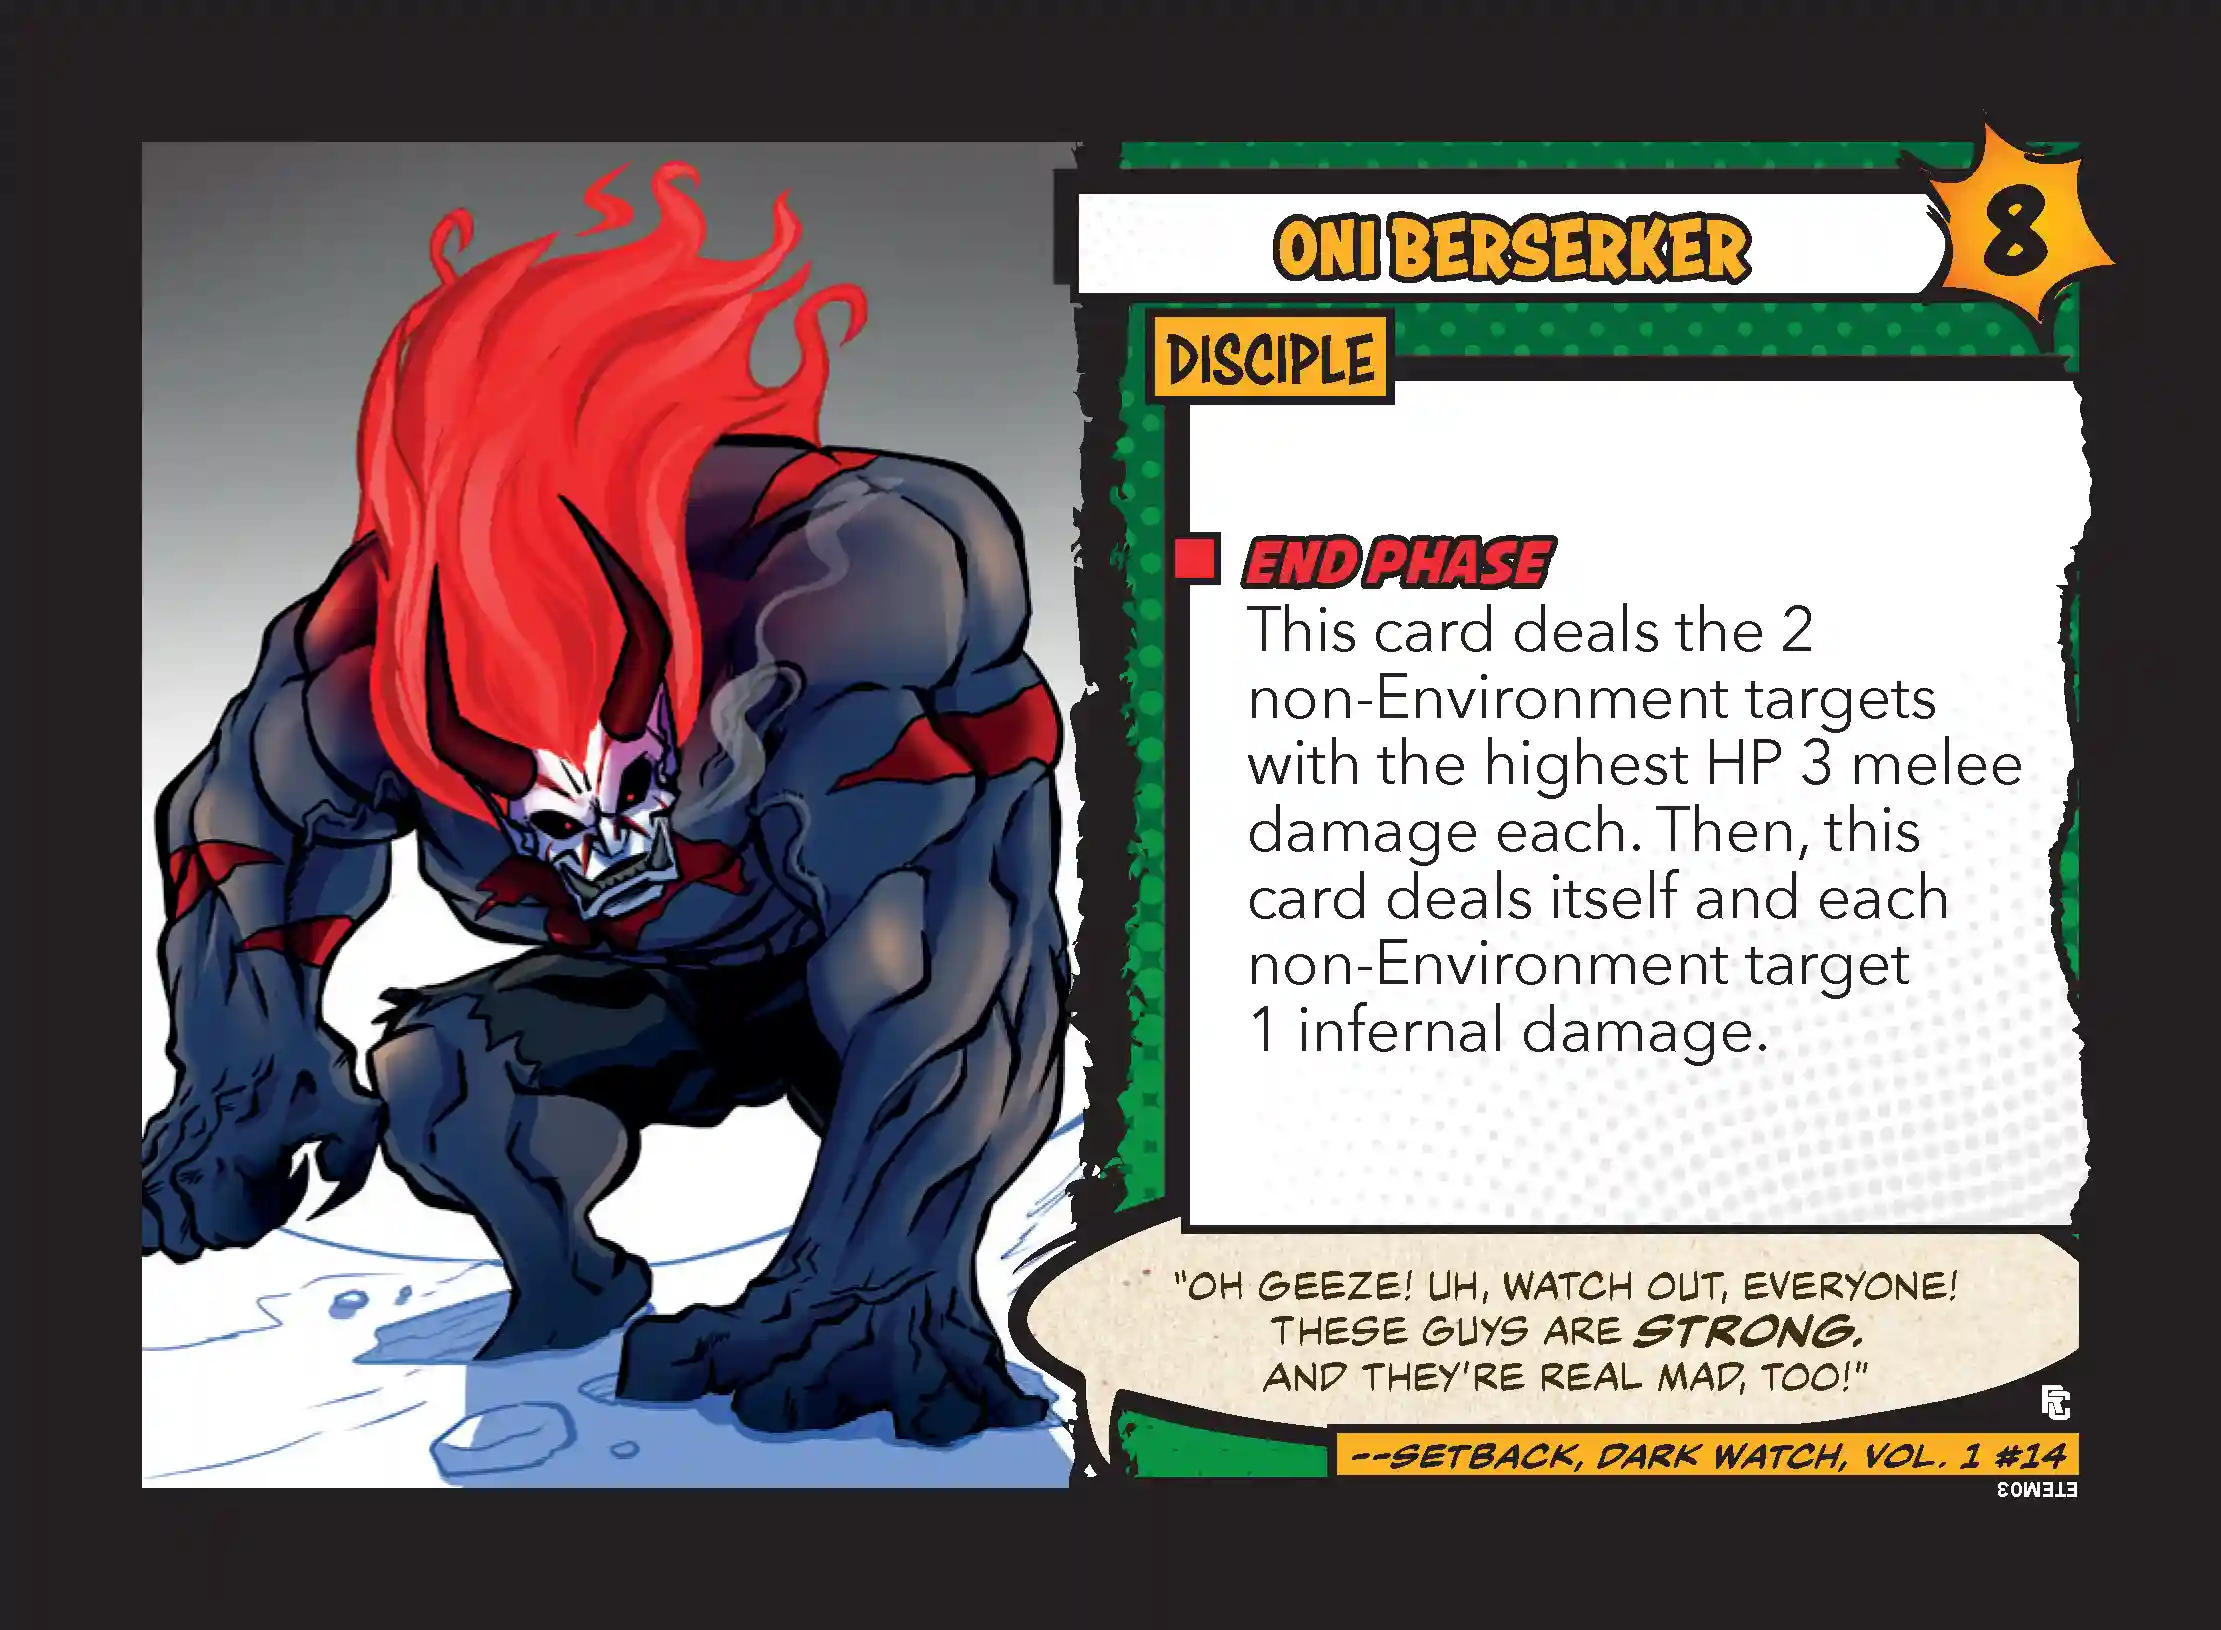 ONI BERSERKER
8
DISCIPLE
END PHASE
This card deals the 2
non-Environment targets
with the highest HP 3 melee
damage each. Then, this
card deals itself and each
non-Environment target
1 infernal damage.
"OH GEEZE! UH, WATCH OUT, EVERYONE!
THESE GUYS ARE STRONG.
AND THEY'RE REAL MAD, TOO!"
--SETBACK, DARK WATCH, VOL. 1 #14
ETEM03